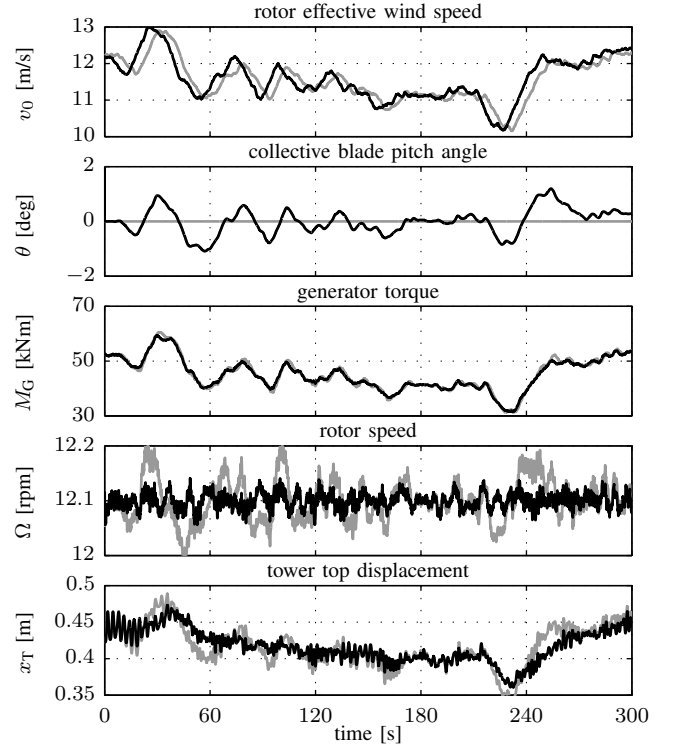 rotor effective wind speed
13
12
11
10
v₀ [m/s]
collective blade pitch angle
2
0
−2
θ [deg]
generator torque
70
50
30
M_G [kNm]
rotor speed
12.2
12.1
12
Ω [rpm]
tower top displacement
0.5
0.45
0.4
0.35
x_T [m]
0 60 120 180 240 300
time [s]